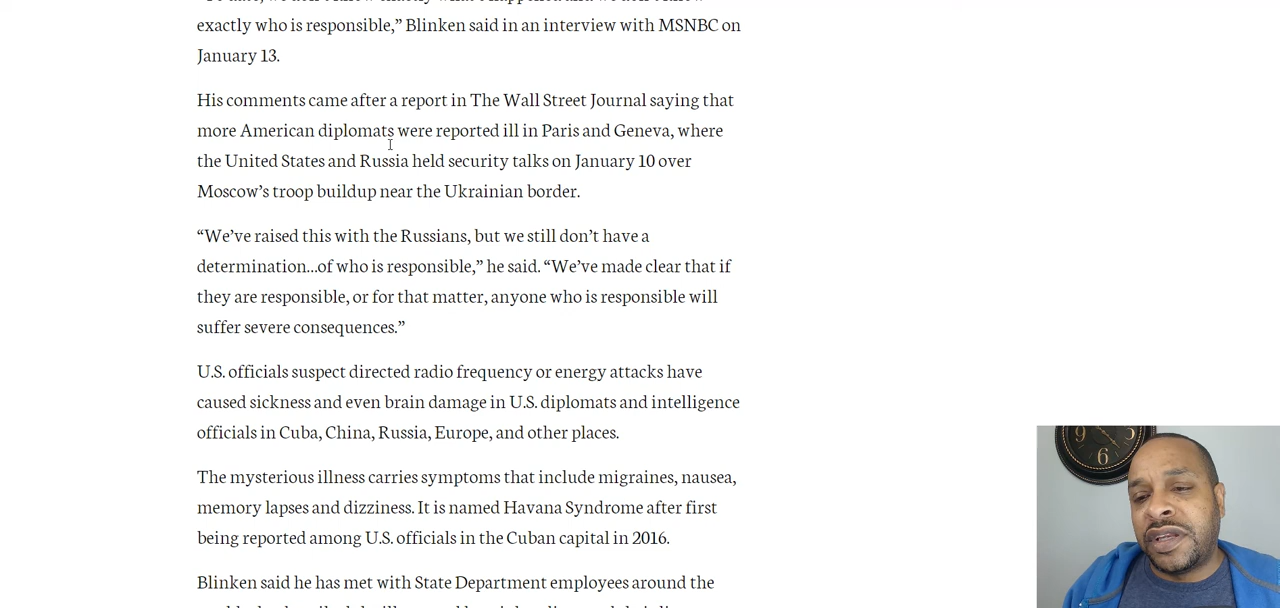 exactly who is responsible,” Blinken said in an interview with MSNBC on
January 13.
His comments came after a report in The Wall Street Journal saying that
more American diplomats were reported ill in Paris and Geneva, where
the United States and Russia held security talks on January 10 over
Moscow’s troop buildup near the Ukrainian border.
“We’ve raised this with the Russians, but we still don’t have a
determination...of who is responsible,” he said. “We’ve made clear that if
they are responsible, or for that matter, anyone who is responsible will
suffer severe consequences.”
U.S. officials suspect directed radio frequency or energy attacks have
caused sickness and even brain damage in U.S. diplomats and intelligence
officials in Cuba, China, Russia, Europe, and other places.
The mysterious illness carries symptoms that include migraines, nausea,
memory lapses and dizziness. It is named Havana Syndrome after first
being reported among U.S. officials in the Cuban capital in 2016.
Blinken said he has met with State Department employees around the
9 3
6